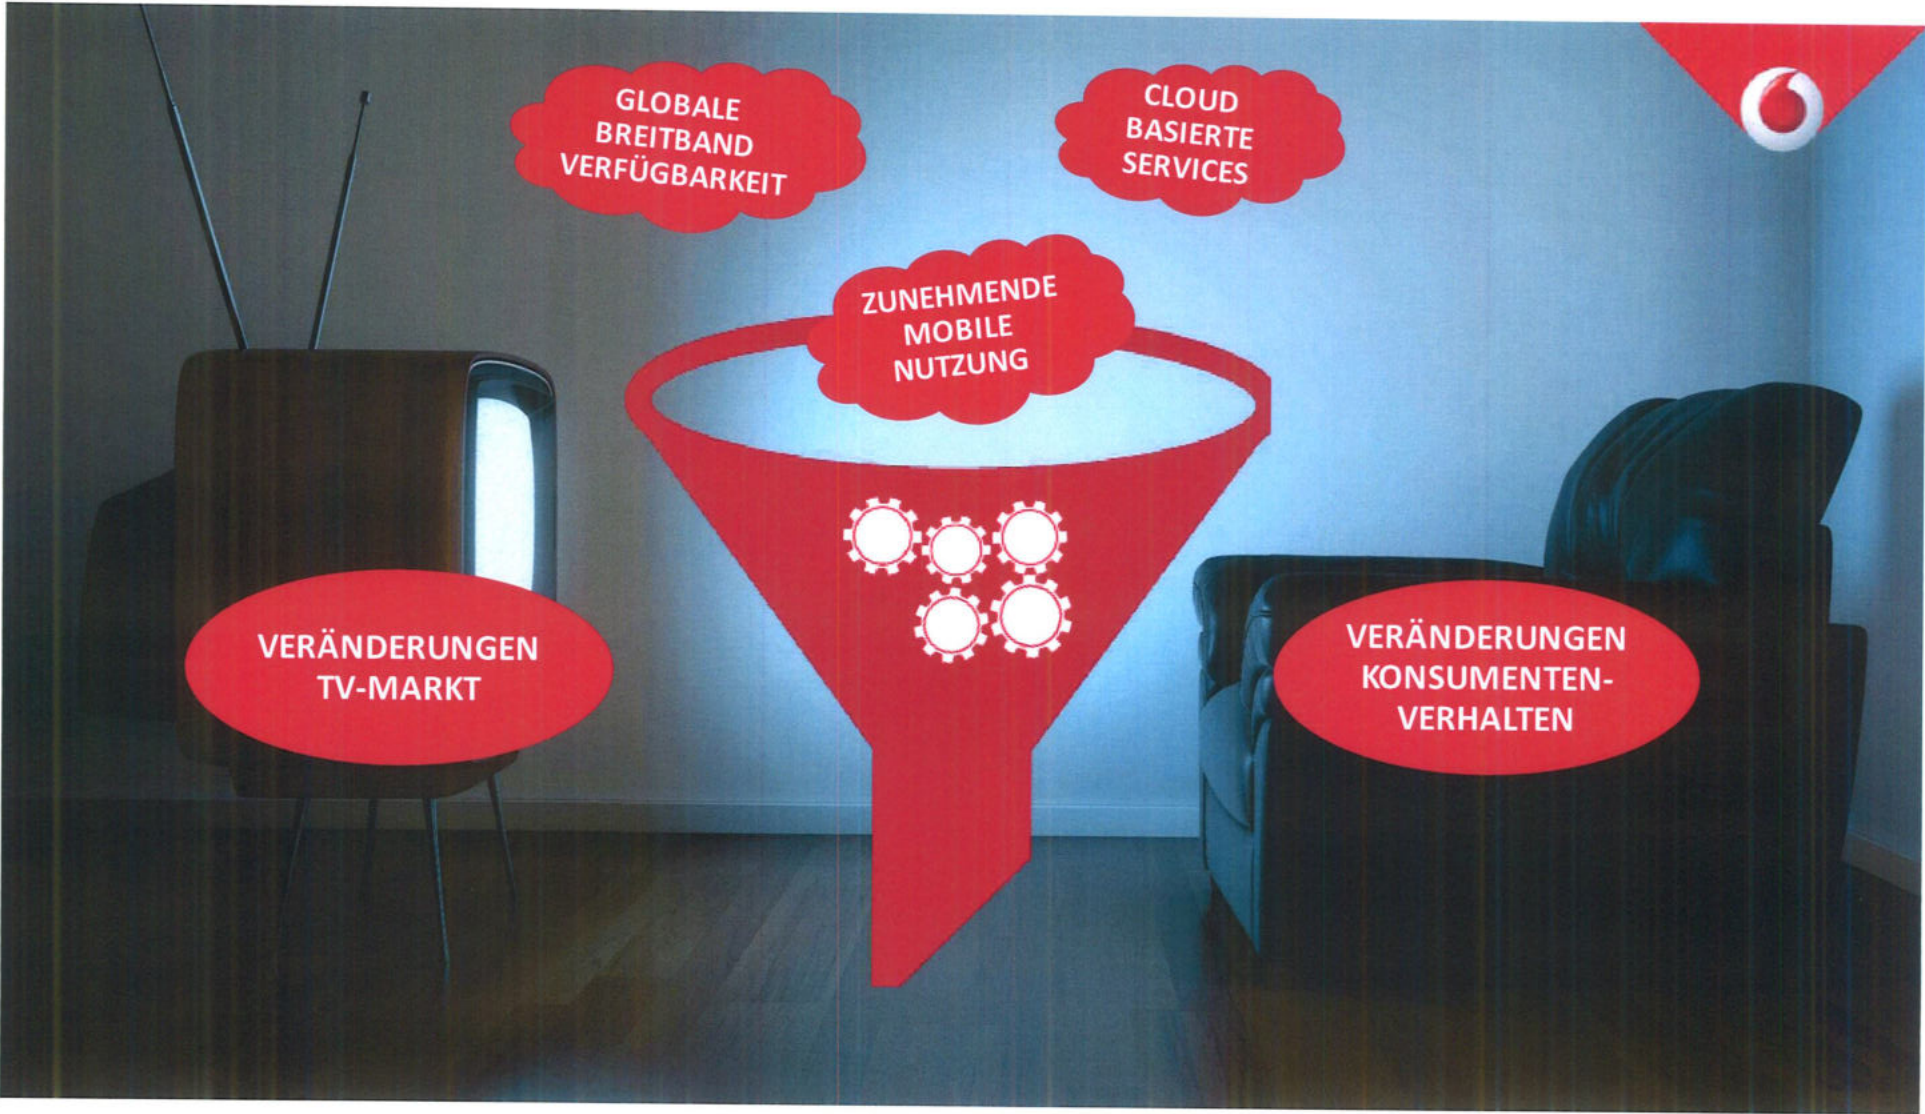 GLOBALE
BREITBAND
VERFÜGBARKEIT
CLOUD
BASIERTE
SERVICES
ZUNEHMENDE
MOBILE
NUTZUNG
VERÄNDERUNGEN
TV-MARKT
VERÄNDERUNGEN
KONSUMENTEN-
VERHALTEN